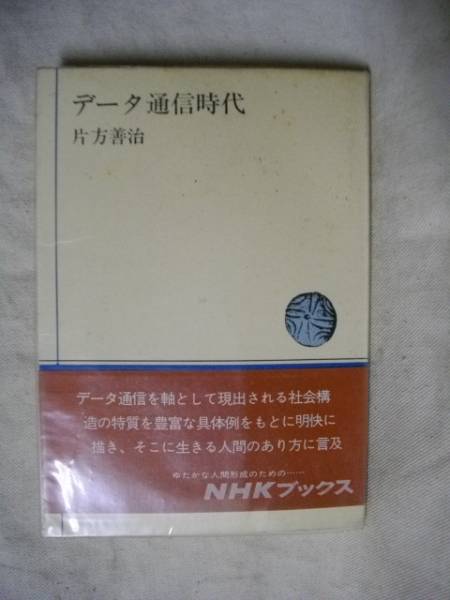 データ通信時代
片方善治
データ通信を軸として現出される社会構
造の特質を豊富な具体例をもとに明快に
描き、そこに生きる人間のあり方に言及
ゆたかな人間形成のための……
NHKブックス